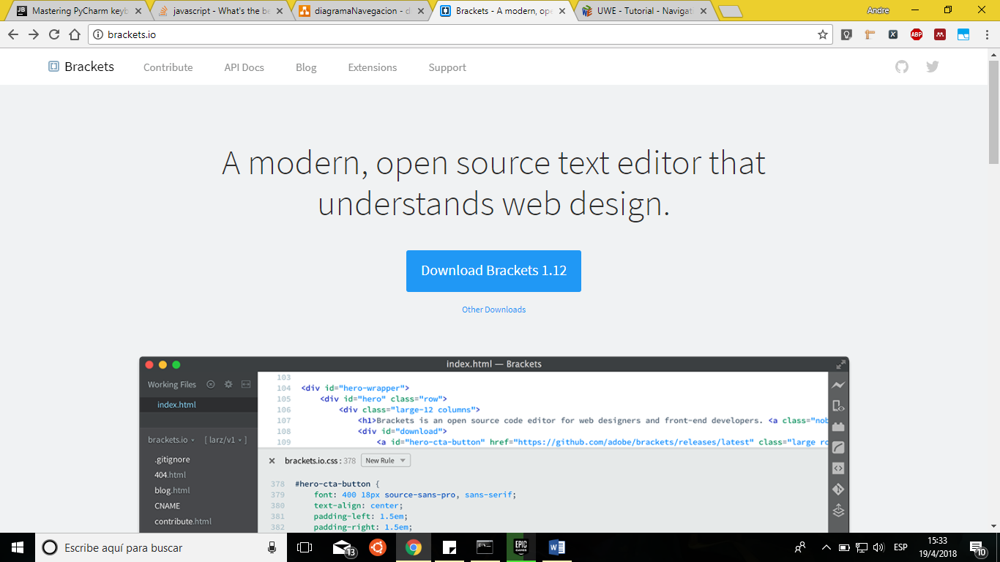 Mastering PyCharm keyb
javascript - What's the be
diagramaNavegacion - d
Brackets - A modern, ope
UWE - Tutorial - Navigat
Andre
brackets.io
ABP
Brackets
Contribute
API Docs
Blog
Extensions
Support
A modern, open source text editor that
understands web design.
Download Brackets 1.12
Other Downloads
index.html — Brackets
Working Files
index.html
brackets.io
[ larz/v1 ]
.gitignore
404.html
blog.html
CNAME
contribute.html
103
104 <div id="hero-wrapper">
105 <div id="hero" class="row">
106 <div class="large-12 columns">
107 <h1>Brackets is an open source code editor for web designers and front-end developers. <a class="nob
108 <div id="download">
109 <a id="hero-cta-button" href="https://github.com/adobe/brackets/releases/latest" class="large ro
brackets.io.css : 378 New Rule
378 #hero-cta-button {
379 font: 400 18px source-sans-pro, sans-serif;
380 text-align: center;
381 padding-left: 1.5em;
382 padding-right: 1.5em;
Escribe aquí para buscar
13
EPIC
GAMES
ESP
15:33
19/4/2018
10